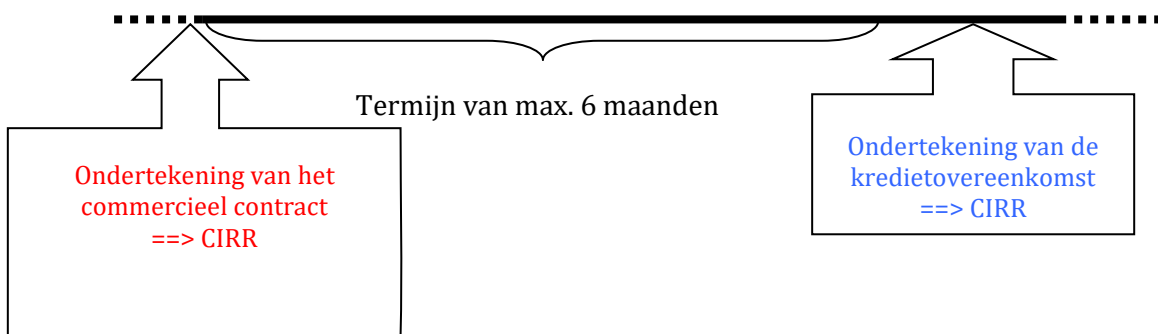 Termijn van max. 6 maanden
Ondertekening van het
commercieel contract
==> CIRR
Ondertekening van de
kredietovereenkomst
==> CIRR